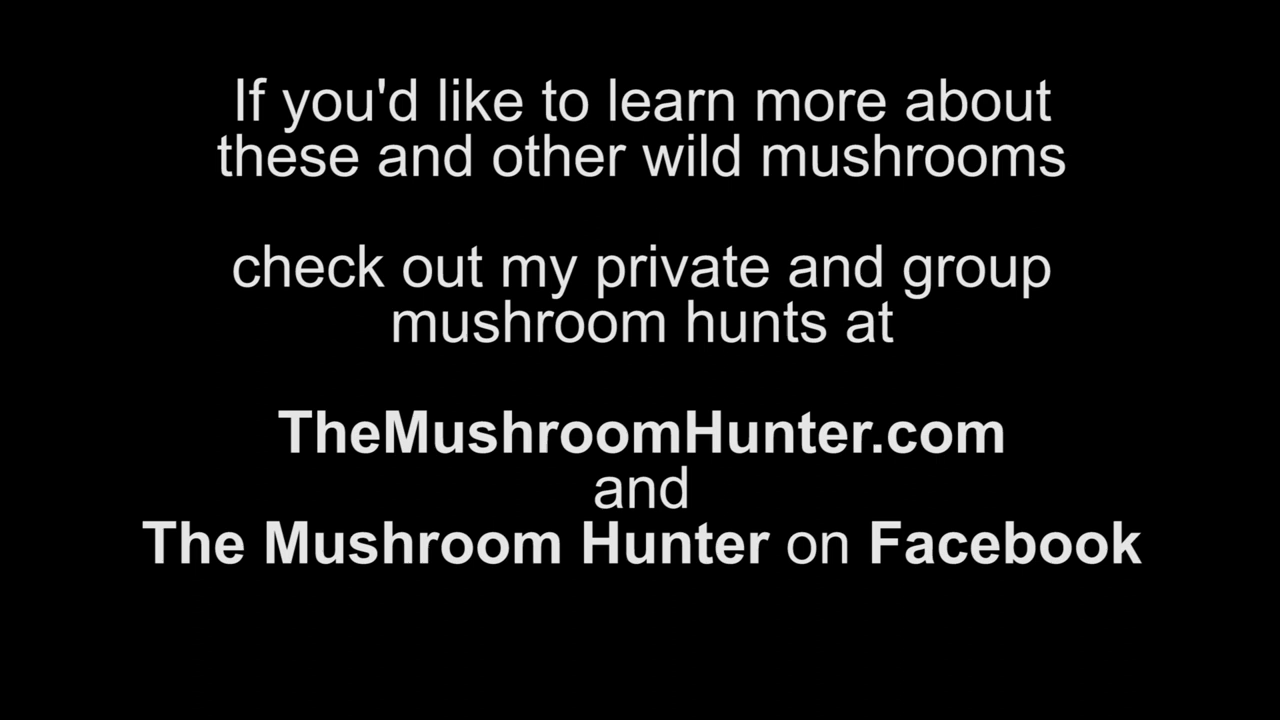 If you'd like to learn more about
these and other wild mushrooms
check out my private and group
mushroom hunts at
TheMushroomHunter.com
and
The Mushroom Hunter on Facebook